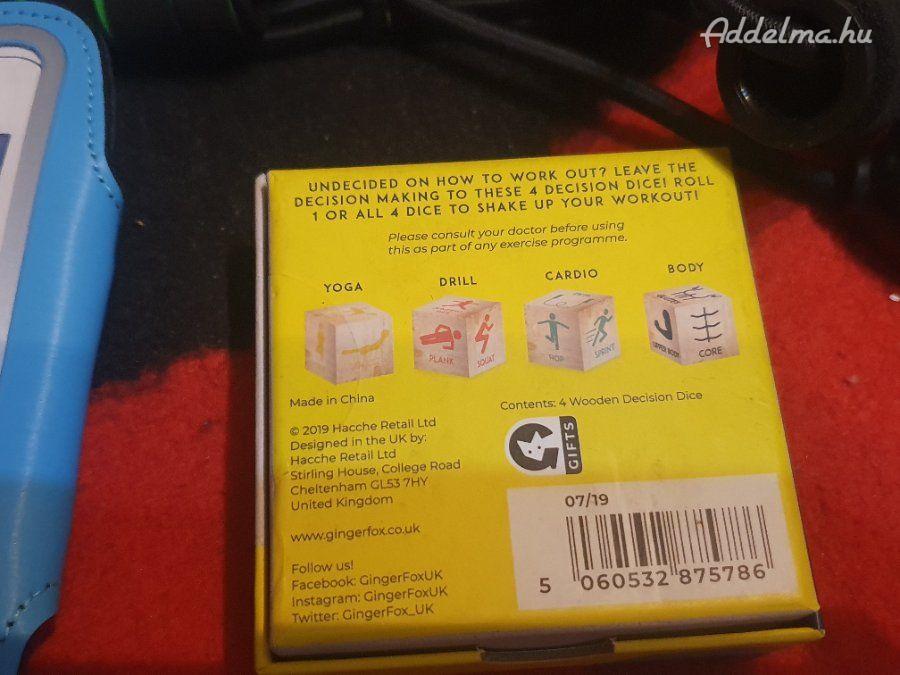 Addelma.hu
UNDECIDED ON HOW TO WORK OUT? LEAVE THE
DECISION MAKING TO THESE 4 DECISION DICE! ROLL
1 OR ALL 4 DICE TO SHAKE UP YOUR WORKOUT!
Please consult your doctor before using
this as part of any exercise programme.
YOGA
DRILL
CARDIO
BODY
PLANK
SQUAT
HOP
SPRINT
UPPER BODY
CORE
Made in China
Contents: 4 Wooden Decision Dice
© 2019 Hacche Retail Ltd
Designed in the UK by:
Hacche Retail Ltd
Stirling House, College Road
Cheltenham GL53 7HY
United Kingdom
GIFTS
www.gingerfox.co.uk
Follow us!
Facebook: GingerFoxUK
Instagram: GingerFoxUK
Twitter: GingerFox_UK
07/19
5 060532 875786